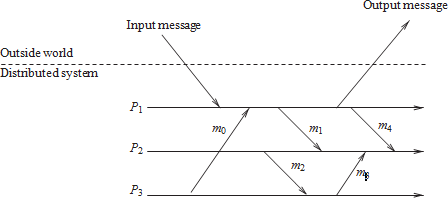 Output message
Input message
Outside world
Distributed system
P1
m0
m1
m4
P2
m2
P3